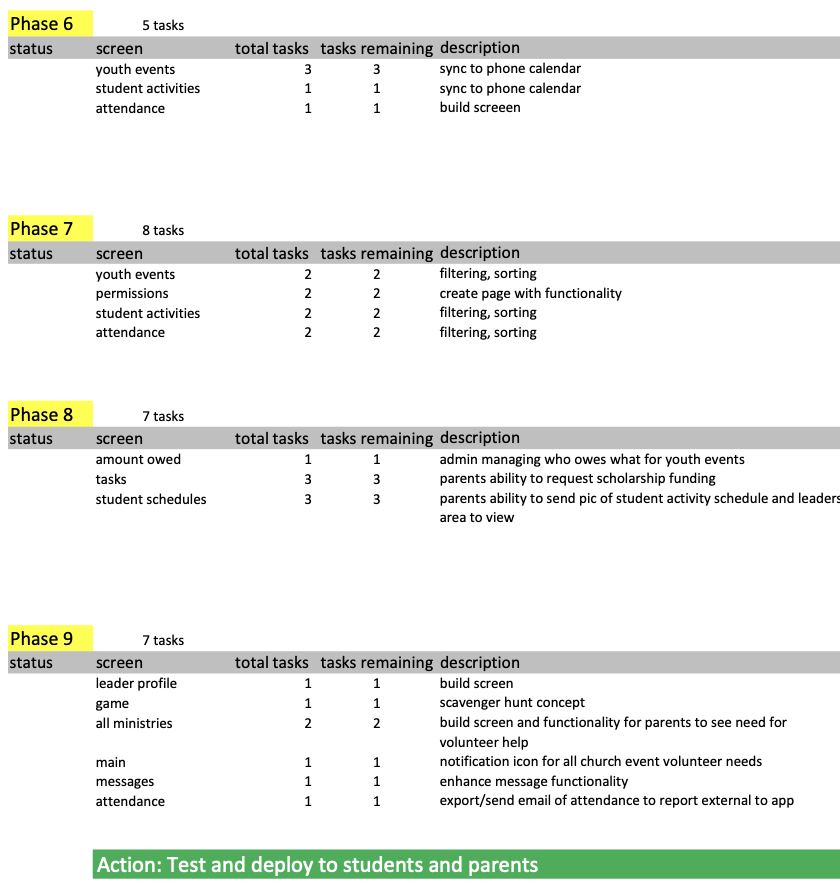 Phase 6 5 tasks
status screen total tasks tasks remaining description
youth events 3 3 sync to phone calendar
student activities 1 1 sync to phone calendar
attendance 1 1 build screeen
Phase 7 8 tasks
status screen total tasks tasks remaining description
youth events 2 2 filtering, sorting
permissions 2 2 create page with functionality
student activities 2 2 filtering, sorting
attendance 2 2 filtering, sorting
Phase 8 7 tasks
status screen total tasks tasks remaining description
amount owed 1 1 admin managing who owes what for youth events
tasks 3 3 parents ability to request scholarship funding
student schedules 3 3 parents ability to send pic of student activity schedule and leaders
area to view
Phase 9 7 tasks
status screen total tasks tasks remaining description
leader profile 1 1 build screen
game 1 1 scavenger hunt concept
all ministries 2 2 build screen and functionality for parents to see need for
volunteer help
main 1 1 notification icon for all church event volunteer needs
messages 1 1 enhance message functionality
attendance 1 1 export/send email of attendance to report external to app
Action: Test and deploy to students and parents